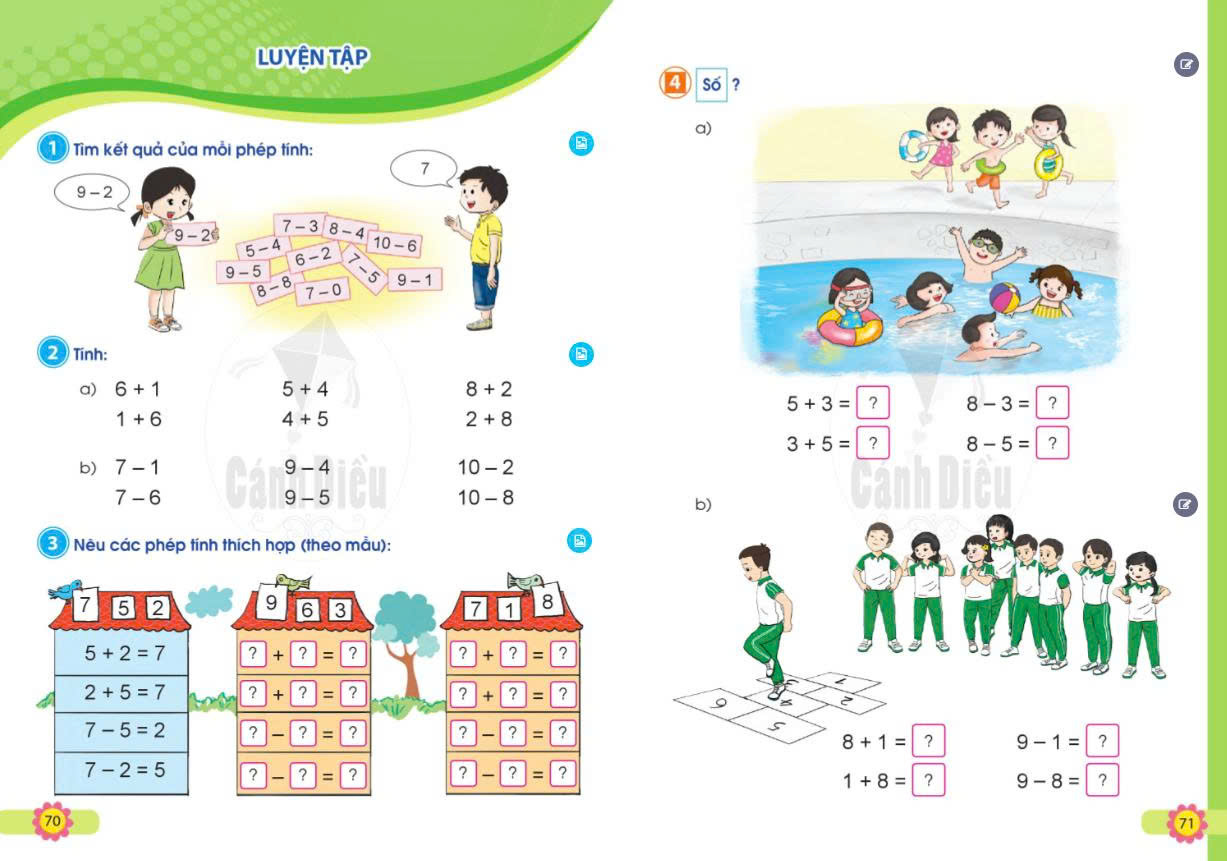 LUYỆN TẬP
1 Tìm kết quả của mỗi phép tính:
9 – 2
7
9 – 2
7 – 3
8 – 4
10 – 6
5 – 4
6 – 2
7 – 5
9 – 5
8 – 8
7 – 0
9 – 1
2 Tính:
a) 6 + 1 5 + 4 8 + 2
1 + 6 4 + 5 2 + 8
b) 7 – 1 9 – 4 10 – 2
7 – 6 9 – 5 10 – 8
Cánh Diều
3 Nêu các phép tính thích hợp (theo mẫu):
7 5 2
5 + 2 = 7
2 + 5 = 7
7 – 5 = 2
7 – 2 = 5
9 6 3
? + ? = ?
? + ? = ?
? – ? = ?
? – ? = ?
7 1 8
? + ? = ?
? + ? = ?
? – ? = ?
? – ? = ?
70
4 Số ?
a)
5 + 3 = ? 8 – 3 = ?
3 + 5 = ? 8 – 5 = ?
Cánh Diều
b)
1
2
3
4
5
6
8 + 1 = ? 9 – 1 = ?
1 + 8 = ? 9 – 8 = ?
71